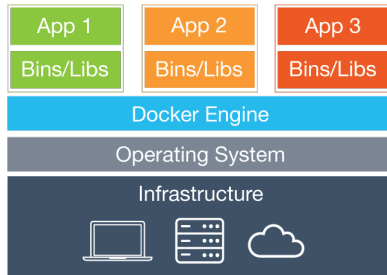 App 1
App 2
App 3
Bins/Libs
Bins/Libs
Bins/Libs
Docker Engine
Operating System
Infrastructure